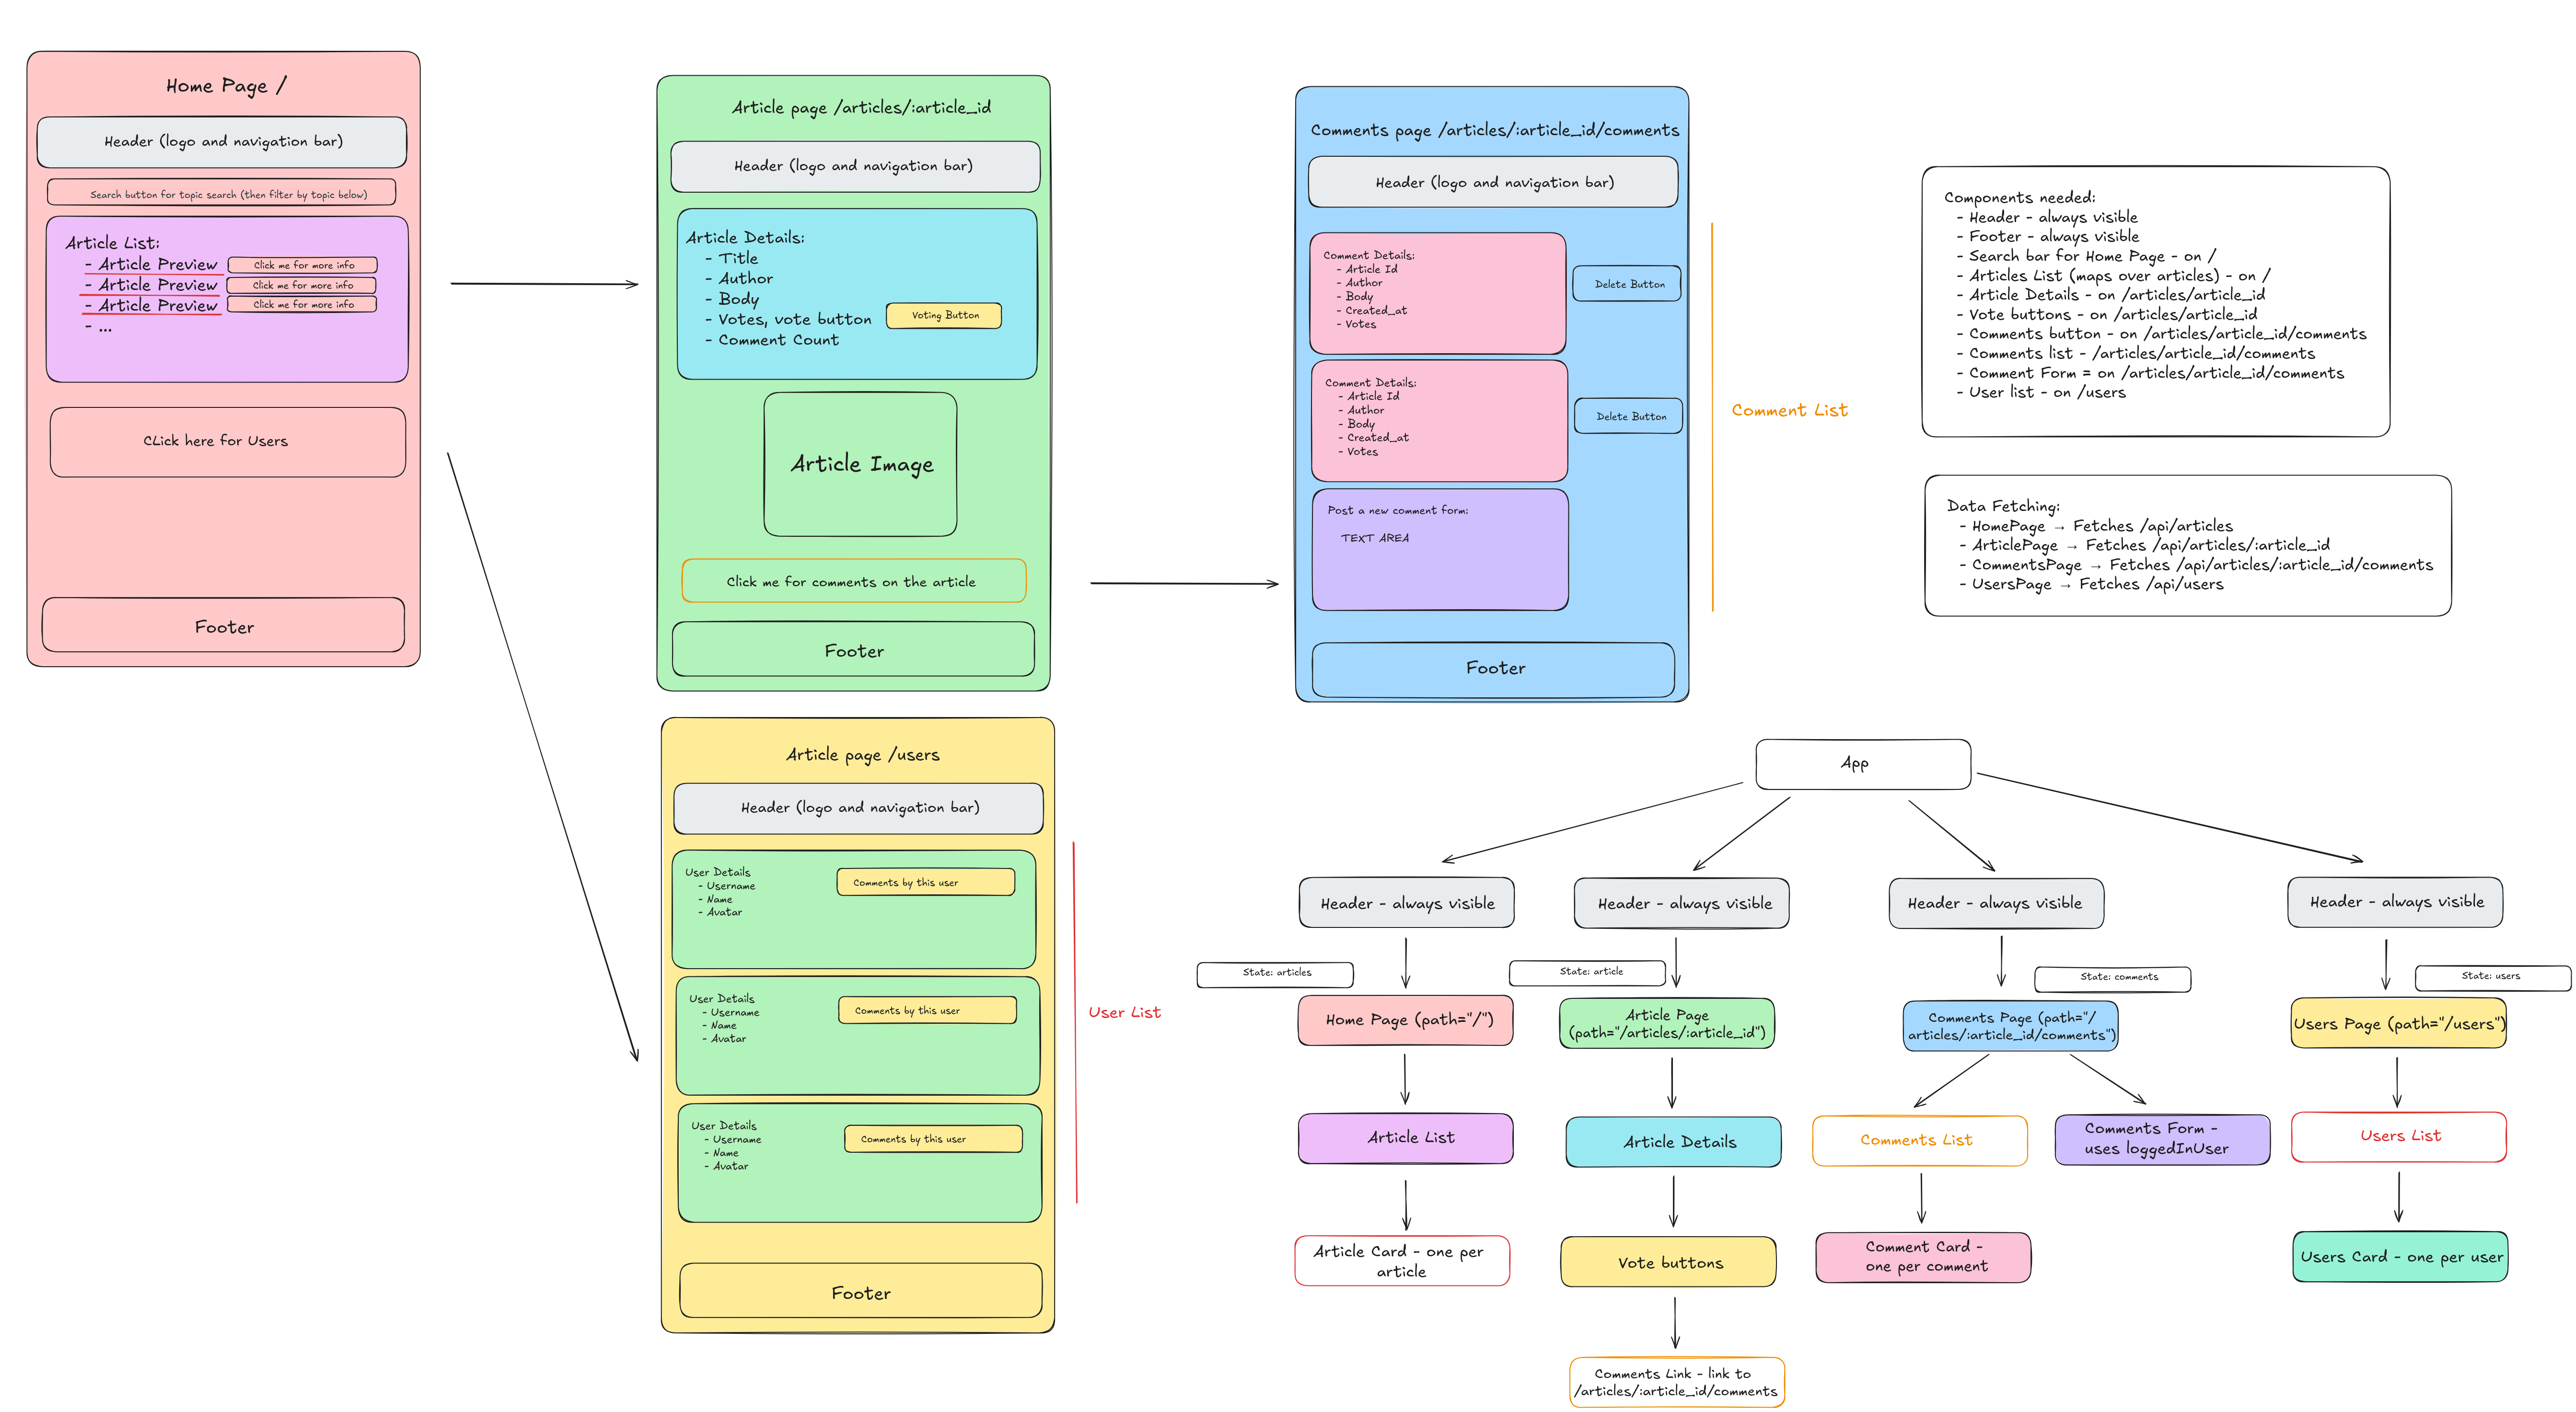 Home Page /
Header (logo and navigation bar)
Search button for topic search (then filter by topic below)
Article List:
- Article Preview
Click me for more info
- Article Preview
Click me for more info
- Article Preview
Click me for more info
- ...
CLick here for Users
Footer
Article page /articles/:article_id
Header (logo and navigation bar)
Article Details:
- Title
- Author
- Body
- Votes, vote button
Voting Button
- Comment Count
Article Image
Click me for comments on the article
Footer
Comments page /articles/:article_id/comments
Header (logo and navigation bar)
Comment Details:
- Article Id
- Author
- Body
- Created_at
- Votes
Delete Button
Comment Details:
- Article Id
- Author
- Body
- Created_at
- Votes
Delete Button
Post a new comment form:
TEXT AREA
Footer
Comment List
Components needed:
- Header - always visible
- Footer - always visible
- Search bar for Home Page - on /
- Articles List (maps over articles) - on /
- Article Details - on /articles/article_id
- Vote buttons - on /articles/article_id
- Comments button - on /articles/article_id/comments
- Comments list - /articles/article_id/comments
- Comment Form = on /articles/article_id/comments
- User list - on /users
Data Fetching:
- HomePage → Fetches /api/articles
- ArticlePage → Fetches /api/articles/:article_id
- CommentsPage → Fetches /api/articles/:article_id/comments
- UsersPage → Fetches /api/users
Article page /users
Header (logo and navigation bar)
User Details
- Username
- Name
- Avatar
Comments by this user
User Details
- Username
- Name
- Avatar
Comments by this user
User Details
- Username
- Name
- Avatar
Comments by this user
Footer
User List
App
Header - always visible
Header - always visible
Header - always visible
Header - always visible
State: articles
State: article
State: comments
State: users
Home Page (path="/")
Article Page
(path="/articles/:article_id")
Comments Page (path="/
articles/:article_id/comments")
Users Page (path="/users")
Article List
Article Details
Comments List
Comments Form -
uses loggedInUser
Users List
Article Card - one per
article
Vote buttons
Comment Card -
one per comment
Users Card - one per user
Comments Link - link to
/articles/:article_id/comments